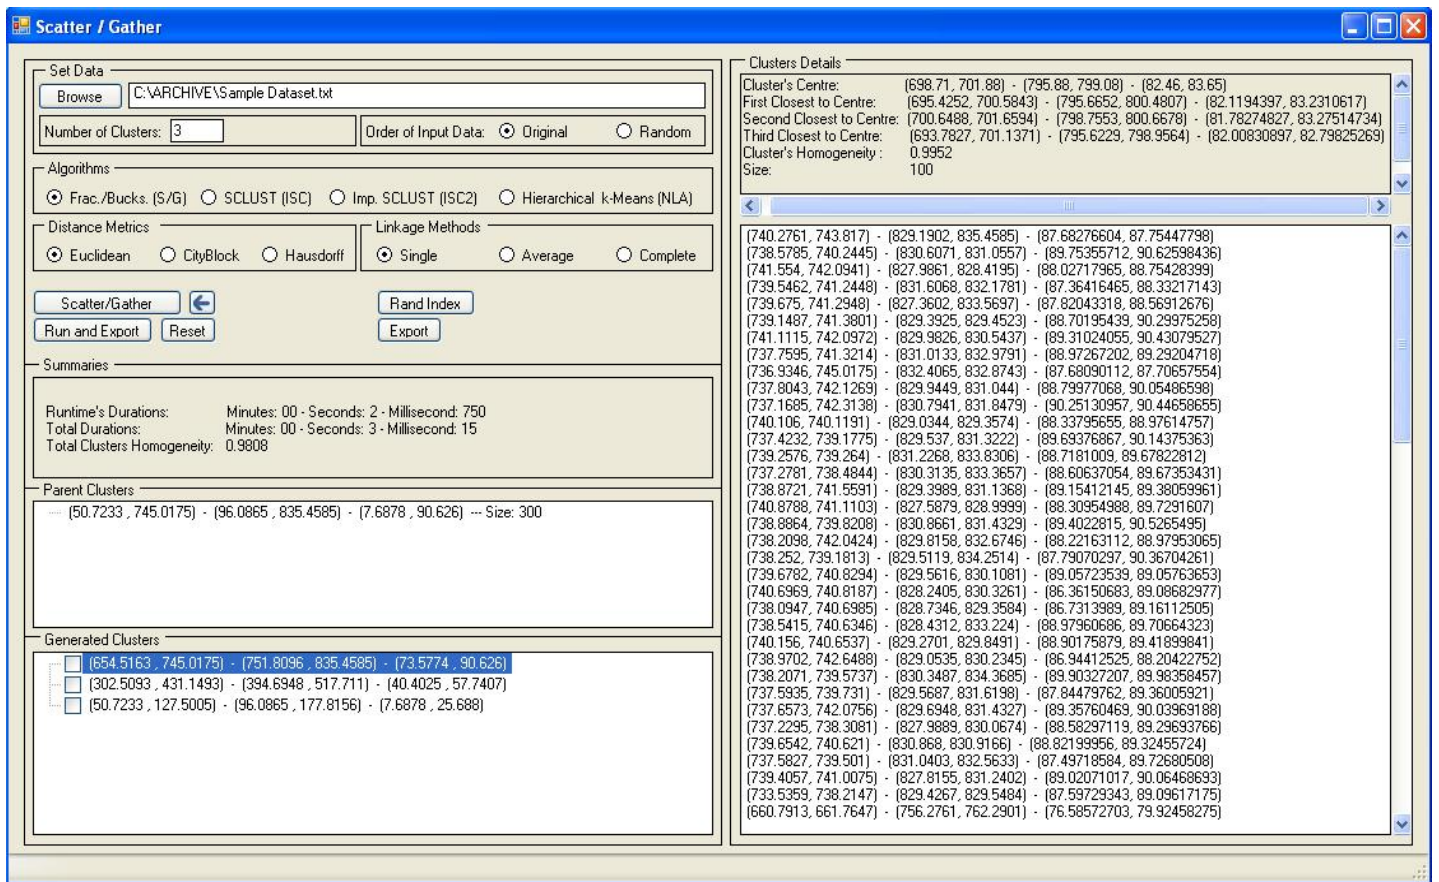 Scatter / Gather
Set Data
Browse C:\ARCHIVE\Sample Dataset.txt
Number of Clusters: 3 Order of Input Data: Original Random
Algorithms
Frac./Bucks. (S/G) SCLUST (ISC) Imp. SCLUST (ISC2) Hierarchical k-Means (NLA)
Distance Metrics Linkage Methods
Euclidean CityBlock Hausdorff Single Average Complete
Scatter/Gather Rand Index
Run and Export Reset Export
Summaries
Runtime's Durations: Minutes: 00 - Seconds: 2 - Millisecond: 750
Total Durations: Minutes: 00 - Seconds: 3 - Millisecond: 15
Total Clusters Homogeneity: 0.9808
Parent Clusters
(50.7233 , 745.0175) - (96.0865 , 835.4585) - (7.6878 , 90.626) --- Size: 300
Generated Clusters
(654.5163 , 745.0175) - (751.8096 , 835.4585) - (73.5774 , 90.626)
(302.5093 , 431.1493) - (394.6948 , 517.711) - (40.4025 , 57.7407)
(50.7233 , 127.5005) - (96.0865 , 177.8156) - (7.6878 , 25.688)
Clusters Details
Cluster's Centre: (698.71, 701.88) - (795.88, 799.08) - (82.46, 83.65)
First Closest to Centre: (695.4252, 700.5843) - (795.6652, 800.4807) - (82.1194397, 83.2310617)
Second Closest to Centre: (700.6488, 701.6594) - (798.7553, 800.6678) - (81.78274827, 83.27514734)
Third Closest to Centre: (693.7827, 701.1371) - (795.6229, 798.9564) - (82.00830897, 82.79825269)
Cluster's Homogeneity : 0.9952
Size: 100
(740.2761, 743.817) - (829.1902, 835.4585) - (87.68276604, 87.75447798)
(738.5785, 740.2445) - (830.6071, 831.0557) - (89.75355712, 90.62598436)
(741.554, 742.0941) - (827.9861, 828.4195) - (88.02717965, 88.75428399)
(739.5462, 741.2448) - (831.6068, 832.1781) - (87.36416465, 88.33217143)
(739.675, 741.2948) - (827.3602, 833.5697) - (87.82043318, 88.56912676)
(739.1487, 741.3801) - (829.3925, 829.4523) - (88.70195439, 90.29975258)
(741.1115, 742.0972) - (829.9826, 830.5437) - (89.31024055, 90.43079527)
(737.7595, 741.3214) - (831.0133, 832.9791) - (88.97267202, 89.29204718)
(736.9346, 745.0175) - (832.4065, 832.8743) - (87.68090112, 87.70657554)
(737.8043, 742.1269) - (829.9449, 831.044) - (88.79977068, 90.05486598)
(737.1685, 742.3138) - (830.7941, 831.8479) - (90.25130957, 90.44658655)
(740.106, 740.1191) - (829.0344, 829.3574) - (88.33795655, 88.97614757)
(737.4232, 739.1775) - (829.537, 831.3222) - (89.69376867, 90.14375363)
(739.2576, 739.264) - (831.2268, 833.8306) - (88.7181009, 89.67822812)
(737.2781, 738.4844) - (830.3135, 833.3657) - (88.60637054, 89.67353431)
(738.8721, 741.5591) - (829.3989, 831.1368) - (89.15412145, 89.38059961)
(740.8788, 741.1103) - (827.5879, 828.9999) - (88.30954988, 89.7291607)
(738.8864, 739.8208) - (830.8661, 831.4329) - (89.4022815, 90.5265495)
(738.2098, 742.0424) - (829.8158, 832.6746) - (88.22163112, 88.97953065)
(738.252, 739.1813) - (829.5119, 834.2514) - (87.79070297, 90.36704261)
(739.6782, 740.8294) - (829.5616, 830.1081) - (89.05723539, 89.05763653)
(740.6969, 740.8187) - (828.2405, 830.3261) - (86.36150683, 89.08682977)
(738.0947, 740.6985) - (828.7346, 829.3584) - (86.7313989, 89.16112505)
(738.5415, 740.6346) - (828.4312, 833.224) - (88.97960686, 89.70664323)
(740.156, 740.6537) - (829.2701, 829.8491) - (88.90175879, 89.41899841)
(738.9702, 742.6488) - (829.0535, 830.2345) - (86.94412525, 88.20422752)
(738.2071, 739.5737) - (830.3487, 834.3685) - (89.90327207, 89.98358457)
(737.5935, 739.731) - (829.5687, 831.6198) - (87.84479762, 89.36005921)
(737.6573, 742.0756) - (829.6948, 831.4327) - (89.35760469, 90.03969188)
(737.2295, 738.3081) - (827.9889, 830.0674) - (88.58297119, 89.29693766)
(739.6542, 740.621) - (830.868, 830.9166) - (88.82199956, 89.32455724)
(737.5827, 739.501) - (831.0403, 832.5633) - (87.49718584, 89.72680508)
(739.4057, 741.0075) - (827.8155, 831.2402) - (89.02071017, 90.06468693)
(733.5359, 738.2147) - (829.4267, 829.5484) - (87.59729343, 89.09617175)
(660.7913, 661.7647) - (756.2761, 762.2901) - (76.58572703, 79.92458275)